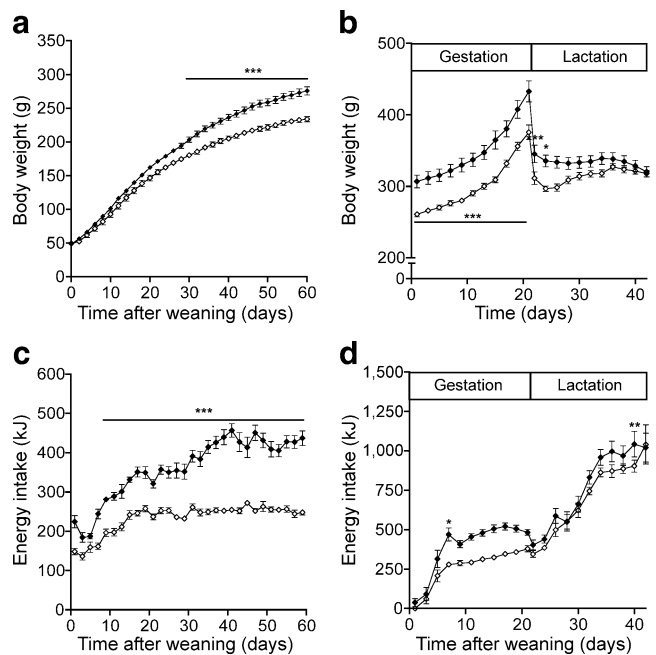 a
Body weight (g)
350
300
250
200
150
100
50
0
***
0 10 20 30 40 50 60
Time after weaning (days)
b
Body weight (g)
500
400
300
200
0
Gestation Lactation
**
*
***
0 10 20 30 40
Time (days)
c
Energy intake (kJ)
600
500
400
300
200
100
0
***
0 10 20 30 40 50 60
Time after weaning (days)
d
Energy intake (kJ)
1,500
1,250
1,000
750
500
250
0
Gestation Lactation
*
**
0 10 20 30 40
Time after weaning (days)